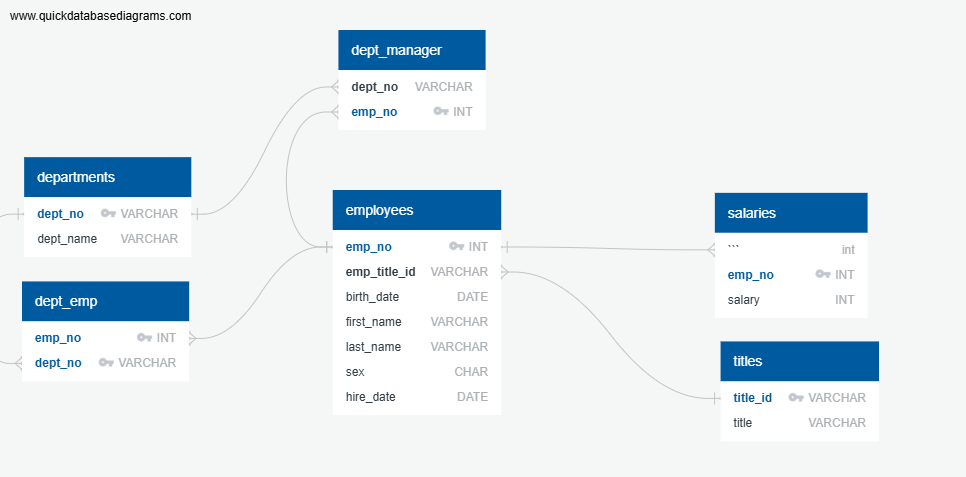 www.quickdatabasediagrams.com
dept_manager
dept_no VARCHAR
emp_no INT
departments
dept_no VARCHAR
dept_name VARCHAR
employees
emp_no INT
emp_title_id VARCHAR
birth_date DATE
first_name VARCHAR
last_name VARCHAR
sex CHAR
hire_date DATE
salaries
``` int
emp_no INT
salary INT
dept_emp
emp_no INT
dept_no VARCHAR
titles
title_id VARCHAR
title VARCHAR